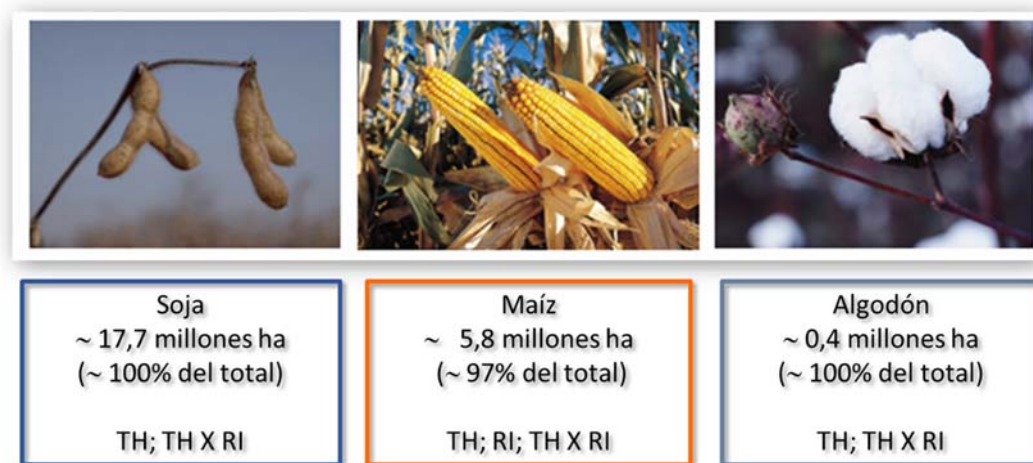 Soja
~ 17,7 millones ha
(~ 100% del total)
TH; TH X RI
Maíz
~ 5,8 millones ha
(~ 97% del total)
TH; RI; TH X RI
Algodón
~ 0,4 millones ha
(~ 100% del total)
TH; TH X RI